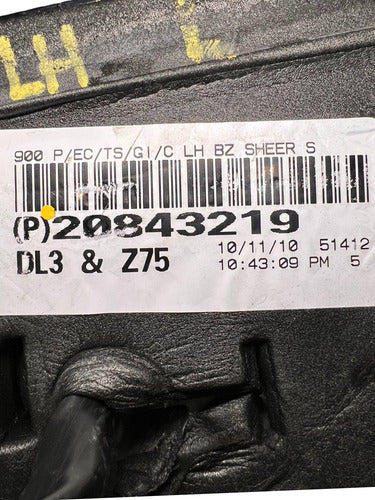 LH L
900 P/EC/TS/GI/C LH BZ SHEER S
(P)20843219
DL3 & Z75
10/11/10 51412
10:43:09 PM 5